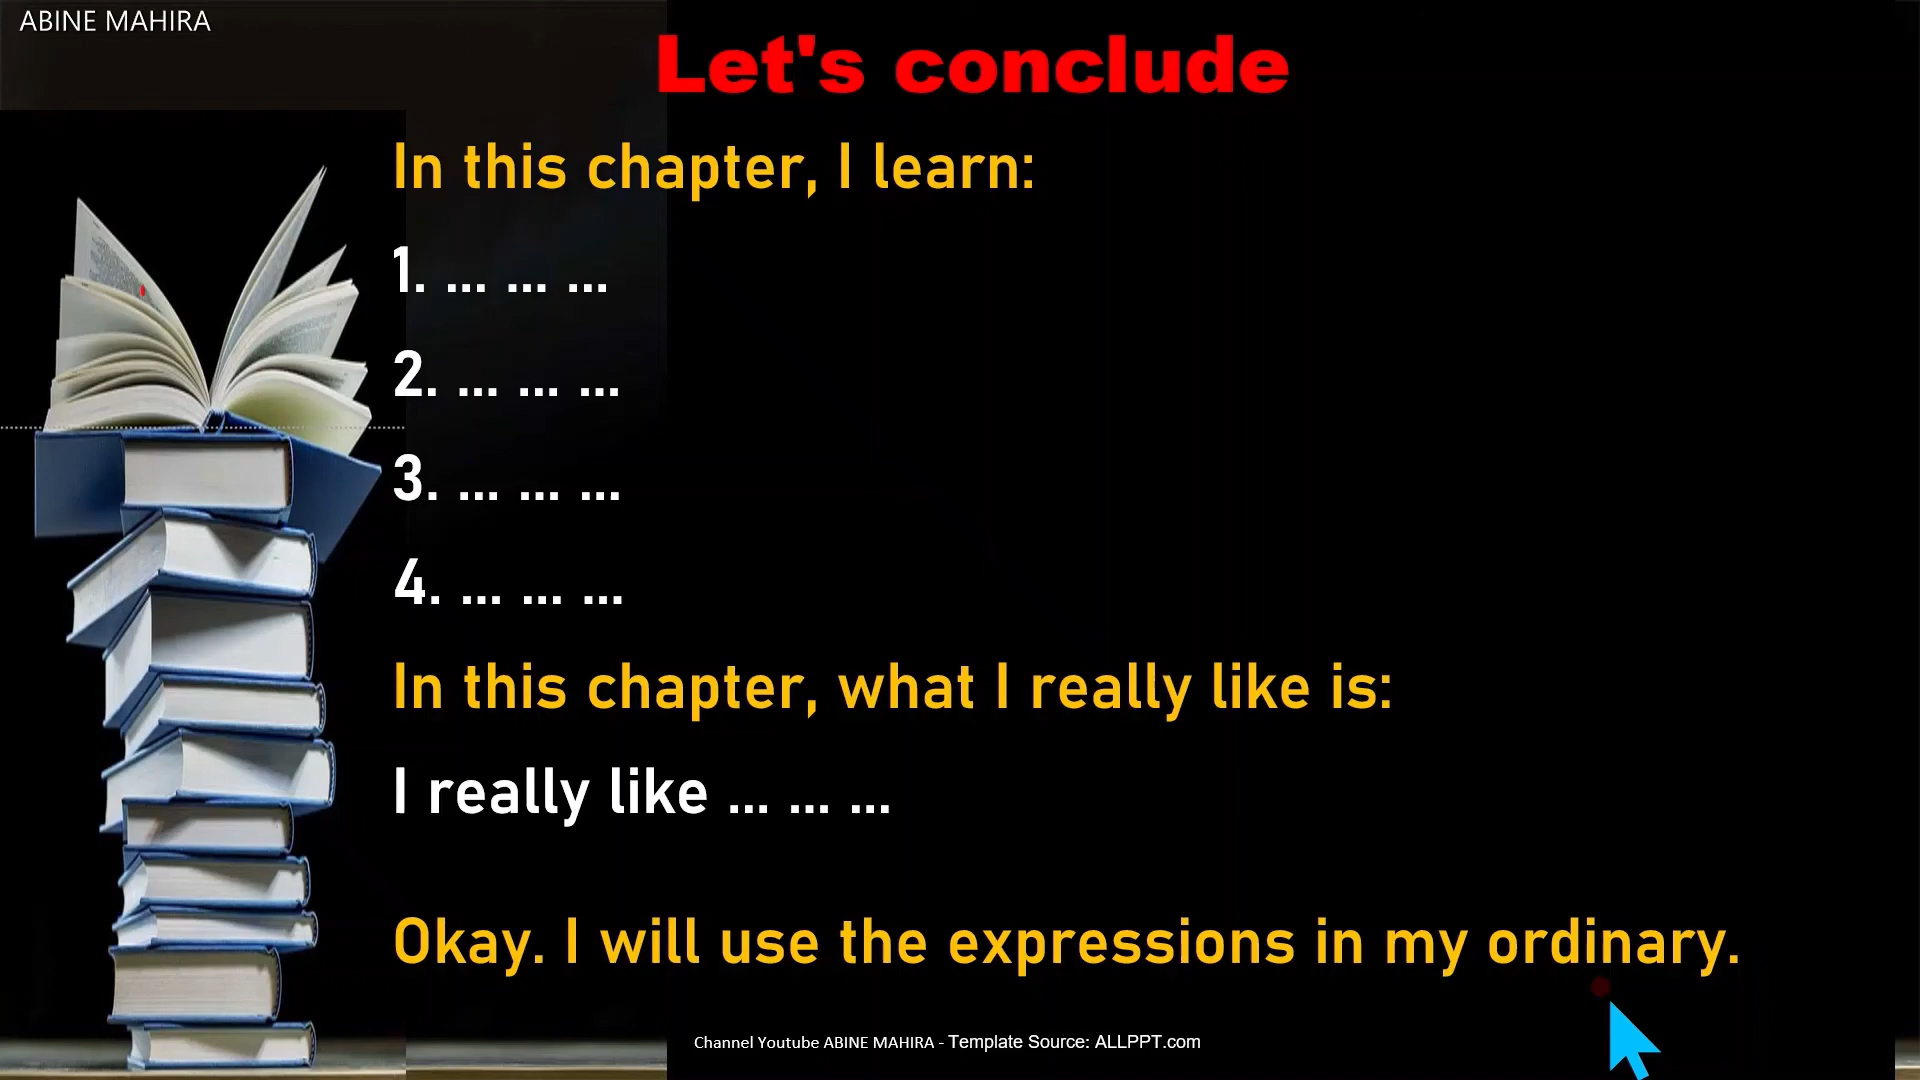 ABINE MAHIRA
Let's conclude
In this chapter, I learn:
1. ... ... ...
2. ... ... ...
3. ... ... ...
4. ... ... ...
In this chapter, what I really like is:
I really like ... ... ...
Okay. I will use the expressions in my ordinary.
Channel Youtube ABINE MAHIRA - Template Source: ALLPPT.com